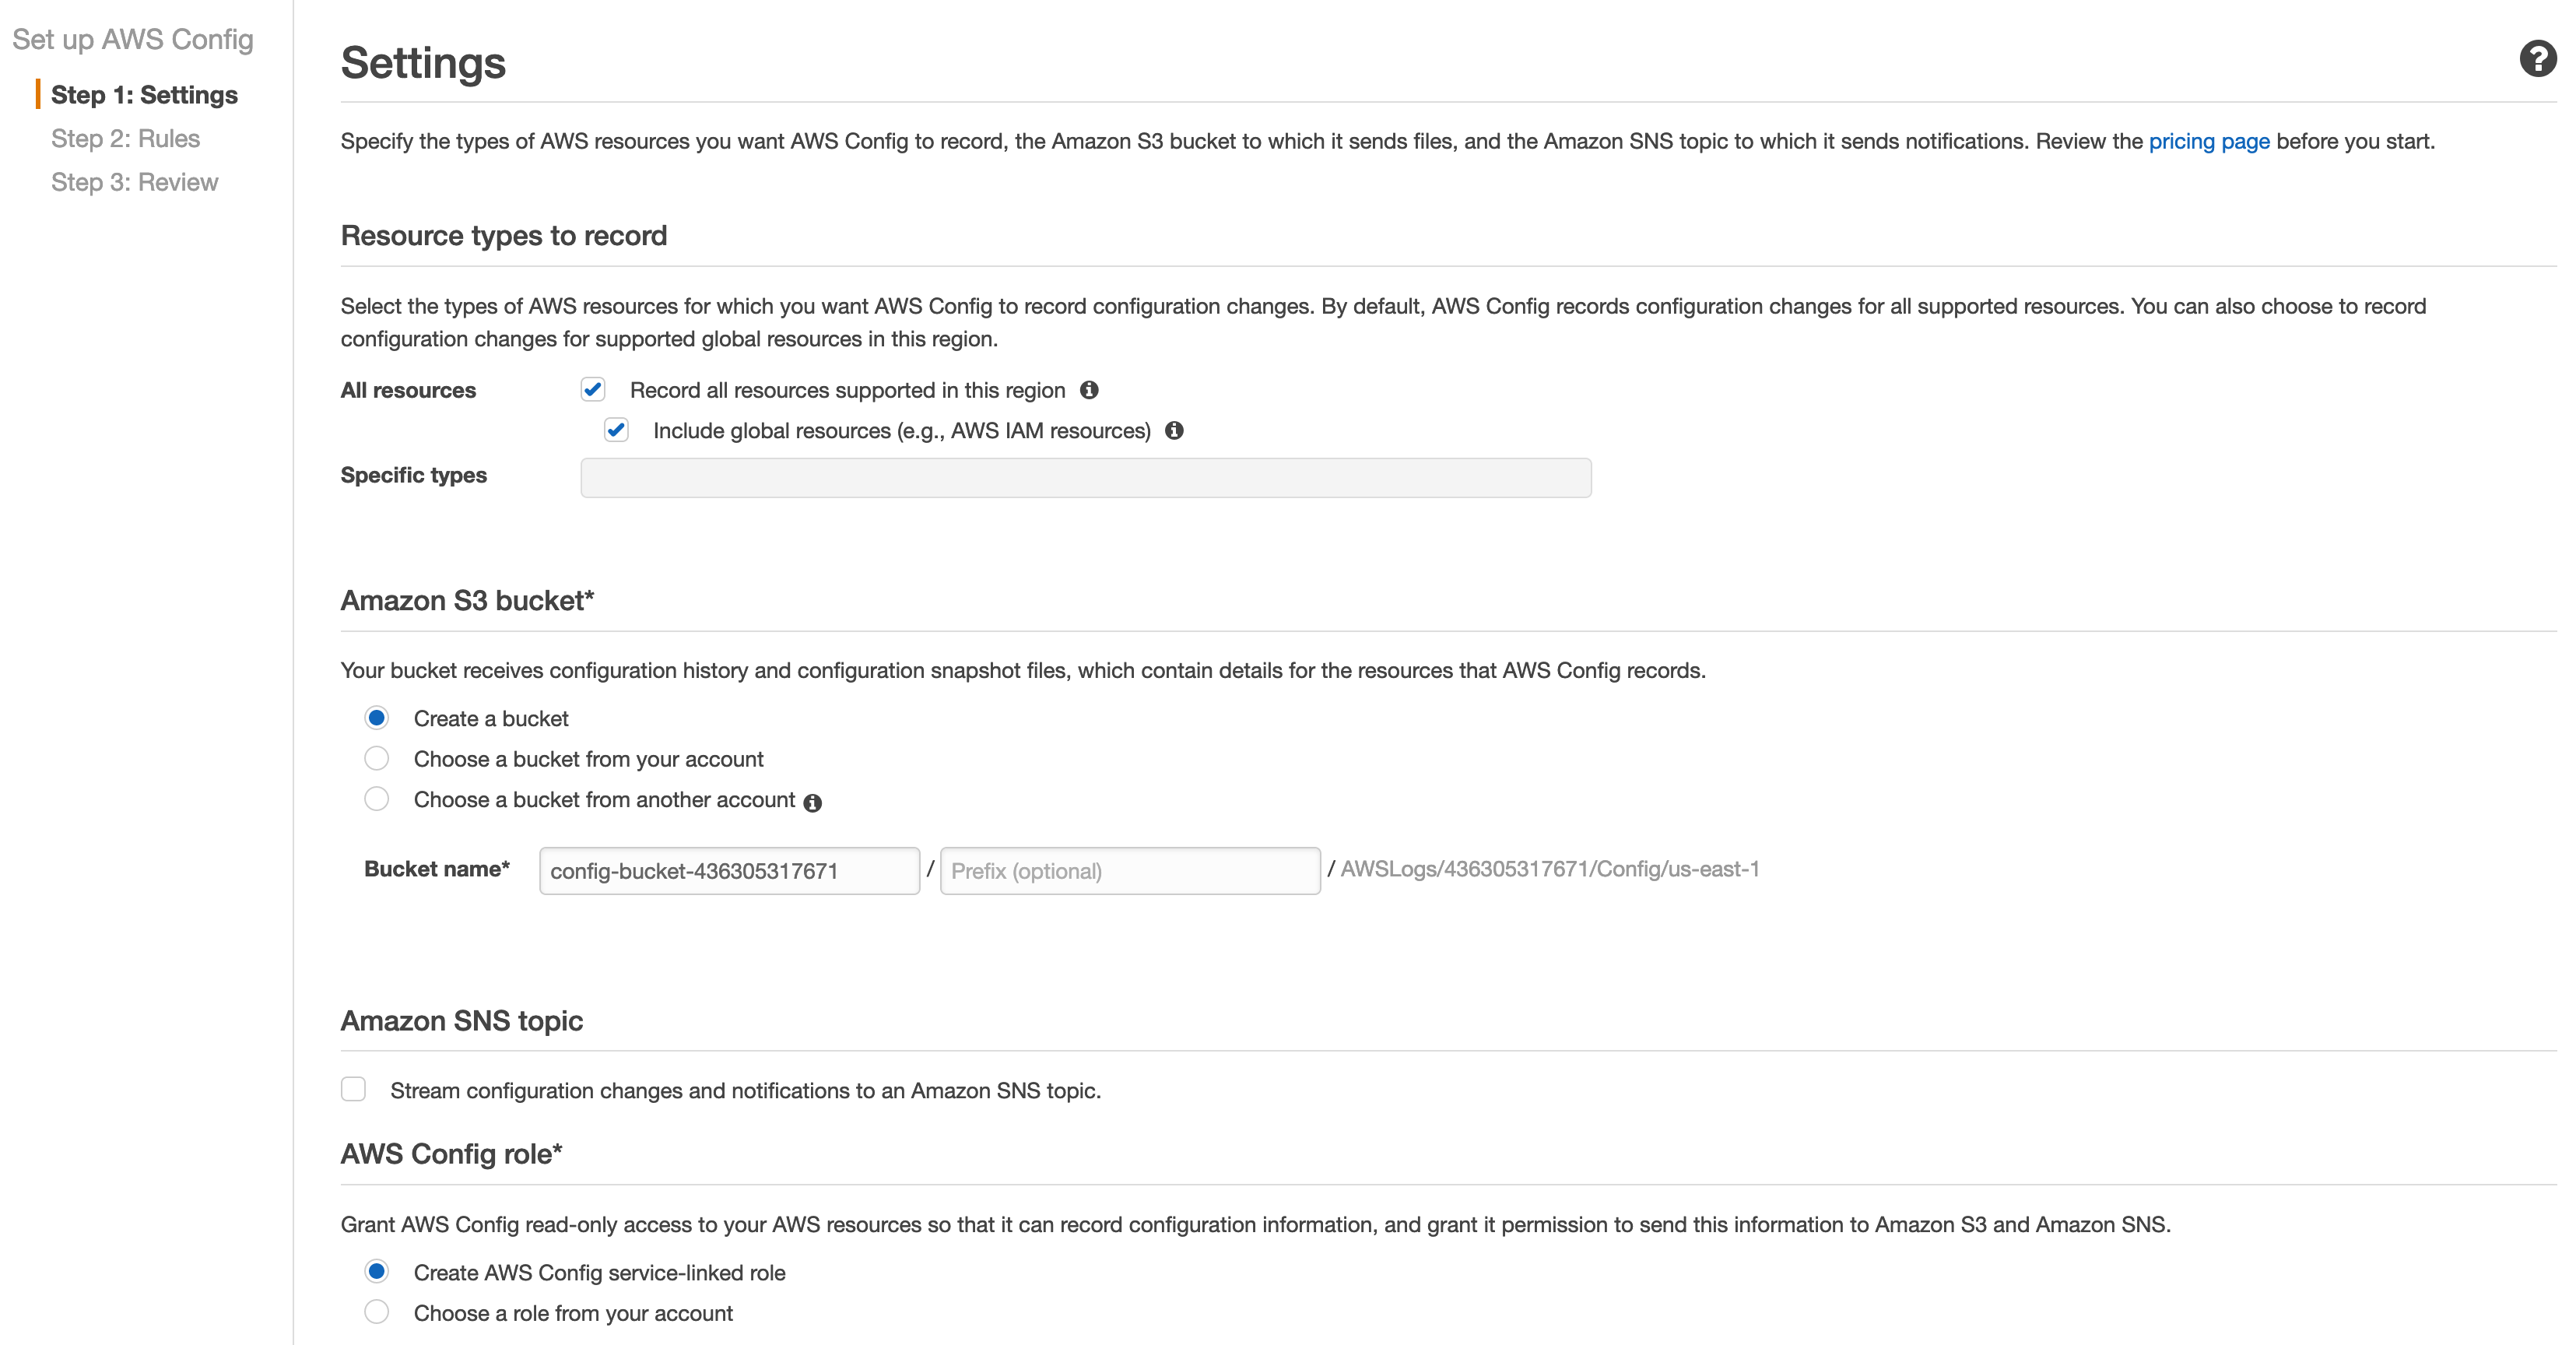 Set up AWS Config
Step 1: Settings
Step 2: Rules
Step 3: Review
Settings
Specify the types of AWS resources you want AWS Config to record, the Amazon S3 bucket to which it sends files, and the Amazon SNS topic to which it sends notifications. Review the pricing page before you start.
Resource types to record
Select the types of AWS resources for which you want AWS Config to record configuration changes. By default, AWS Config records configuration changes for all supported resources. You can also choose to record
configuration changes for supported global resources in this region.
All resources Record all resources supported in this region
Include global resources (e.g., AWS IAM resources)
Specific types
Amazon S3 bucket*
Your bucket receives configuration history and configuration snapshot files, which contain details for the resources that AWS Config records.
Create a bucket
Choose a bucket from your account
Choose a bucket from another account
Bucket name* config-bucket-436305317671 / Prefix (optional) / AWSLogs/436305317671/Config/us-east-1
Amazon SNS topic
Stream configuration changes and notifications to an Amazon SNS topic.
AWS Config role*
Grant AWS Config read-only access to your AWS resources so that it can record configuration information, and grant it permission to send this information to Amazon S3 and Amazon SNS.
Create AWS Config service-linked role
Choose a role from your account